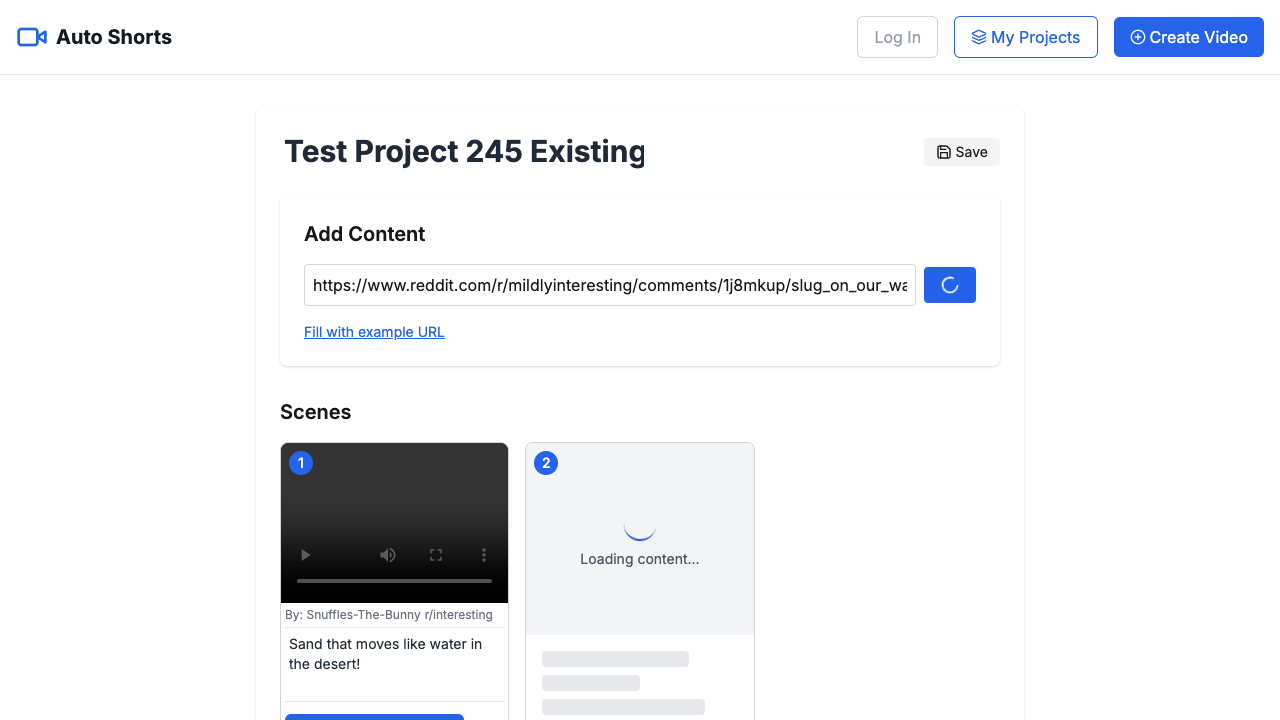 Auto Shorts
Log In
My Projects
Create Video
Test Project 245 Existing
Save
Add Content
https://www.reddit.com/r/mildlyinteresting/comments/1j8mkup/slug_on_our_wa
Fill with example URL
Scenes
1
2
Loading content...
By: Snuffles-The-Bunny r/interesting
Sand that moves like water in
the desert!